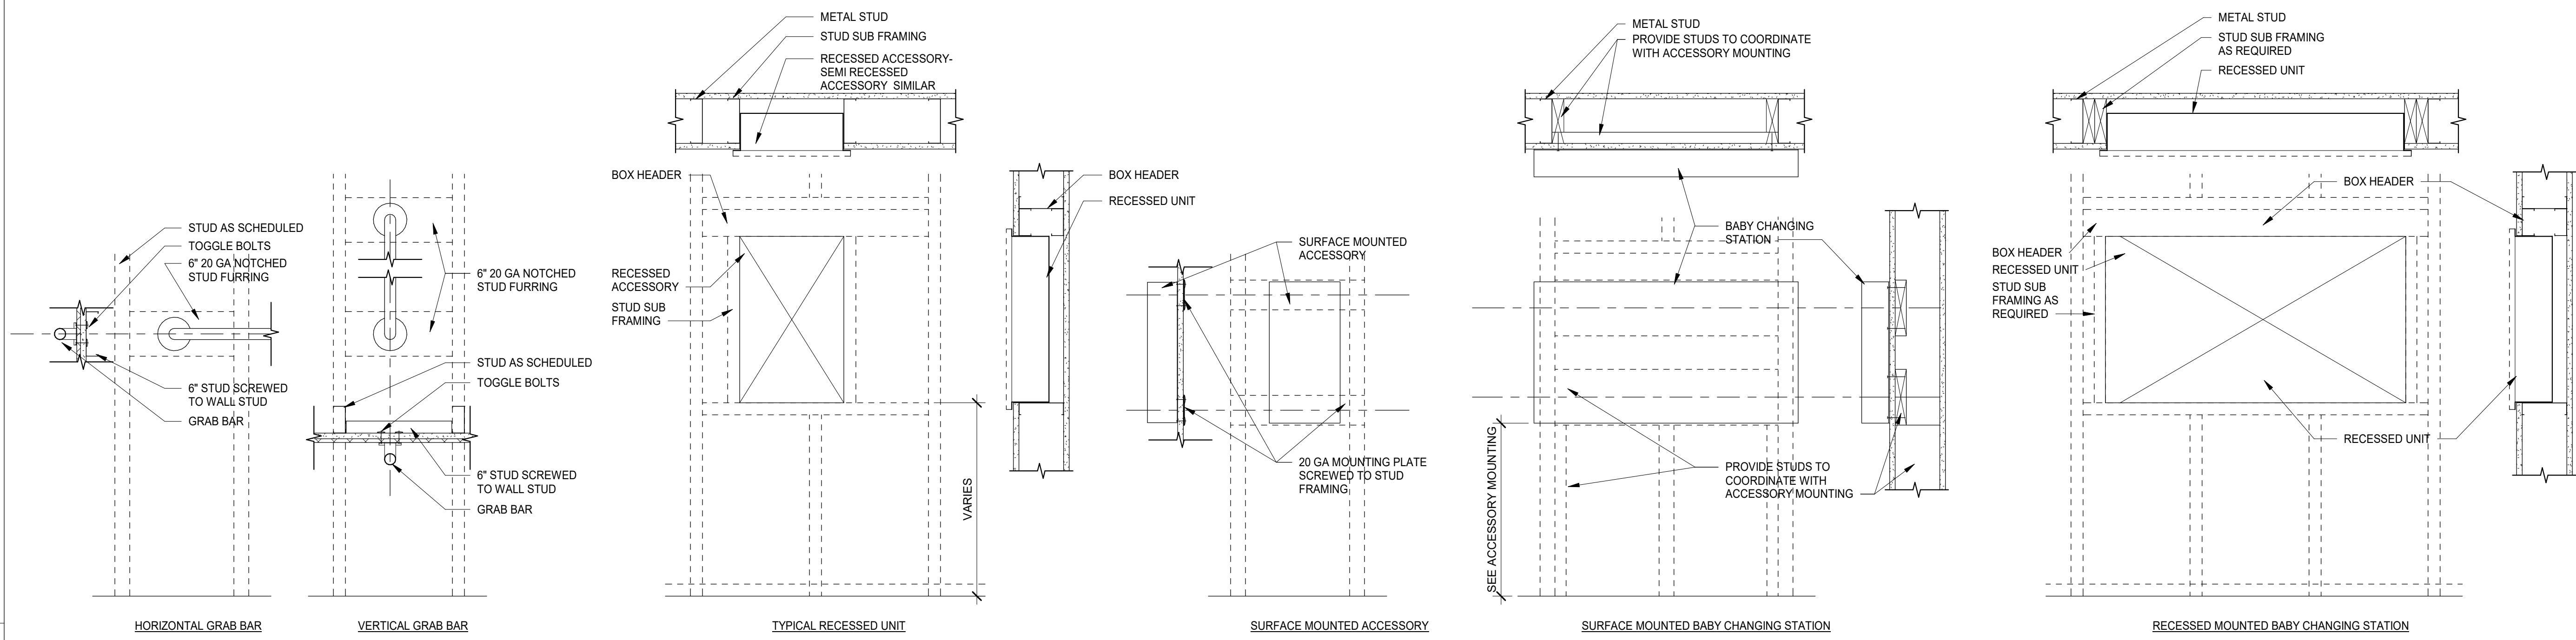 STUD AS SCHEDULED
TOGGLE BOLTS
6" 20 GA NOTCHED
STUD FURRING
6" STUD SCREWED
TO WALL STUD
GRAB BAR
HORIZONTAL GRAB BAR
6" 20 GA NOTCHED
STUD FURRING
STUD AS SCHEDULED
TOGGLE BOLTS
6" STUD SCREWED
TO WALL STUD
GRAB BAR
VERTICAL GRAB BAR
METAL STUD
STUD SUB FRAMING
RECESSED ACCESSORY-
SEMI RECESSED
ACCESSORY SIMILAR
BOX HEADER
RECESSED
ACCESSORY
STUD SUB
FRAMING
BOX HEADER
RECESSED UNIT
VARIES
TYPICAL RECESSED UNIT
SURFACE MOUNTED
ACCESSORY
20 GA MOUNTING PLATE
SCREWED TO STUD
FRAMING
SURFACE MOUNTED ACCESSORY
METAL STUD
PROVIDE STUDS TO COORDINATE
WITH ACCESSORY MOUNTING
BABY CHANGING
STATION
PROVIDE STUDS TO
COORDINATE WITH
ACCESSORY MOUNTING
SEE ACCESSORY MOUNTING
SURFACE MOUNTED BABY CHANGING STATION
METAL STUD
STUD SUB FRAMING
AS REQUIRED
RECESSED UNIT
BOX HEADER
BOX HEADER
RECESSED UNIT
STUD SUB
FRAMING AS
REQUIRED
RECESSED UNIT
RECESSED MOUNTED BABY CHANGING STATION